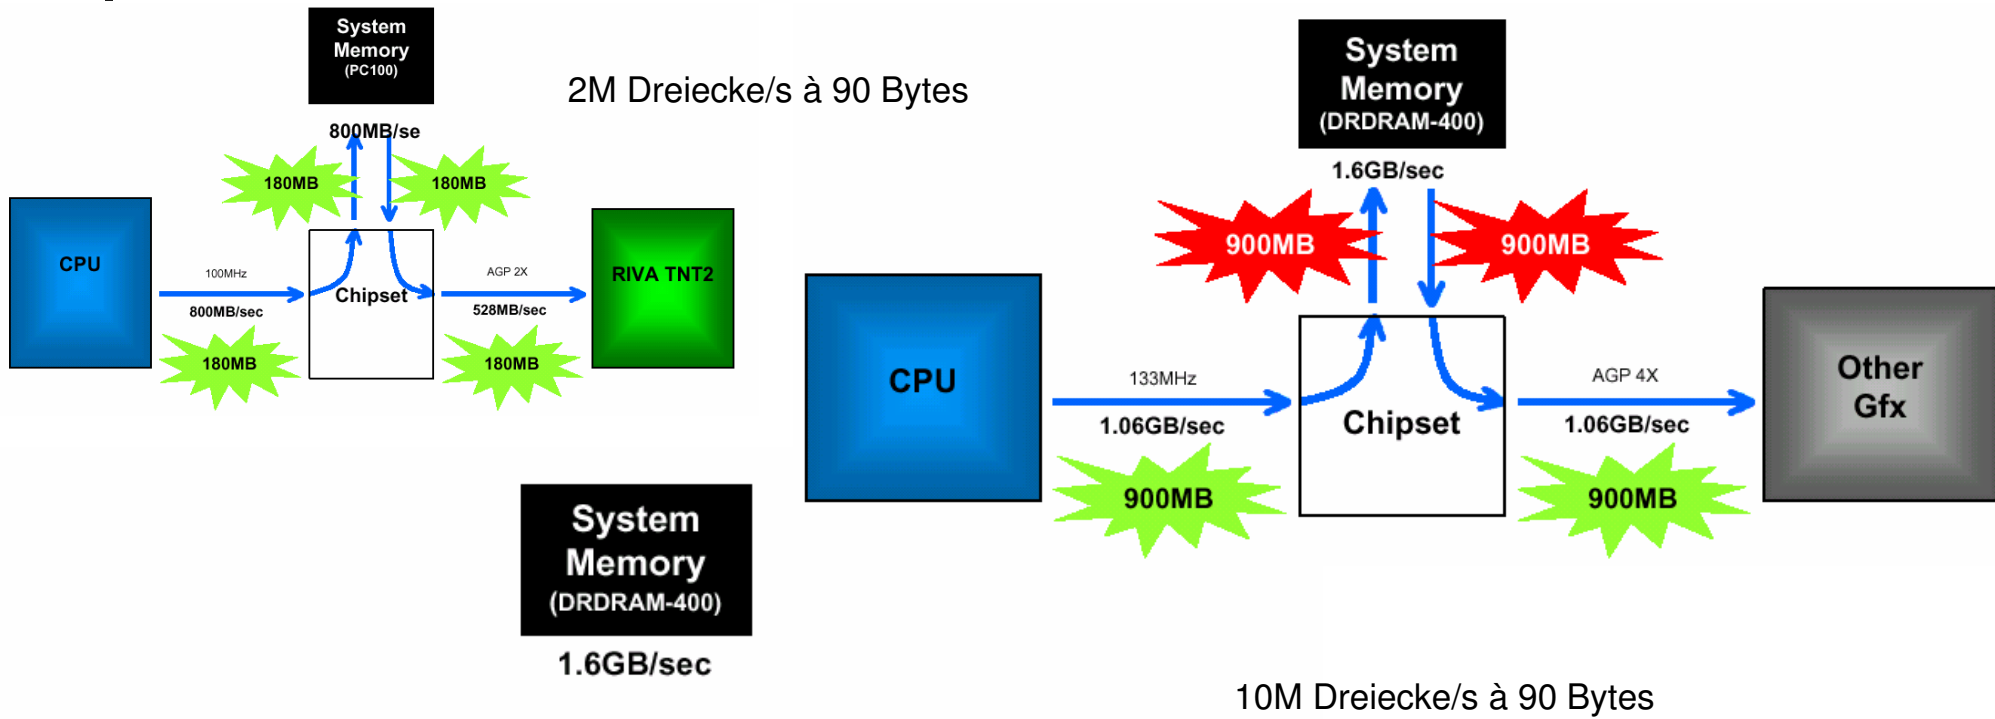 System
Memory
(PC100)
800MB/se
180MB
180MB
CPU
100MHz
800MB/sec
180MB
Chipset
AGP 2X
528MB/sec
180MB
RIVA TNT2
2M Dreiecke/s à 90 Bytes
System
Memory
(DRDRAM-400)
1.6GB/sec
900MB
900MB
CPU
133MHz
1.06GB/sec
900MB
Chipset
AGP 4X
1.06GB/sec
900MB
Other
Gfx
System
Memory
(DRDRAM-400)
1.6GB/sec
10M Dreiecke/s à 90 Bytes